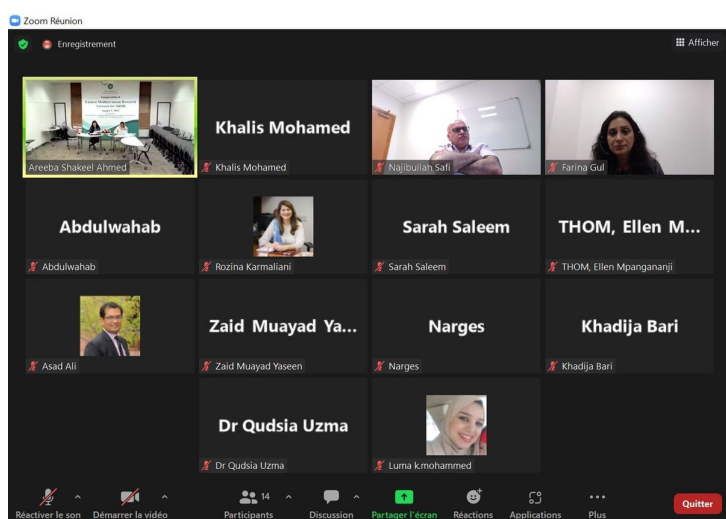 Zoom Réunion
Enregistrement
Afficher
Areeba Shakeel Ahmed
Khalis Mohamed
Khalis Mohamed
Najibullah Safi
Farina Gul
Abdulwahab
Abdulwahab
Rozina Karmaliani
Sarah Saleem
Sarah Saleem
THOM, Ellen M...
THOM, Ellen Mpangananji
Asad Ali
Zaid Muayad Ya...
Zaid Muayad Yaseen
Narges
Narges
Khadija Bari
Khadija Bari
Dr Qudsia Uzma
Dr Qudsia Uzma
Luma k.mohammed
Réactiver le son
Démarrer la vidéo
14
Participants
Discussion
Partager l'écran
Réactions
Applications
Plus
Quitter